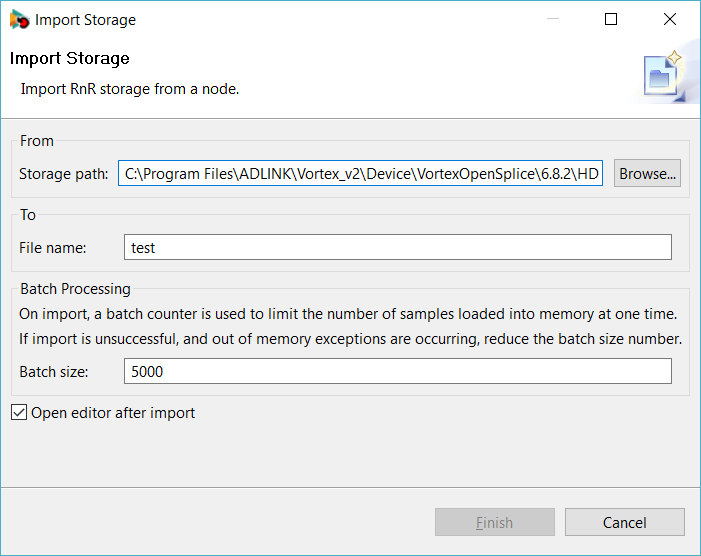 Import Storage
Import Storage
Import RnR storage from a node.
From
Storage path: C:\Program Files\ADLINK\Vortex_v2\Device\VortexOpenSplice\6.8.2\HD Browse...
To
File name: test
Batch Processing
On import, a batch counter is used to limit the number of samples loaded into memory at one time.
If import is unsuccessful, and out of memory exceptions are occurring, reduce the batch size number.
Batch size: 5000
Open editor after import
Finish Cancel